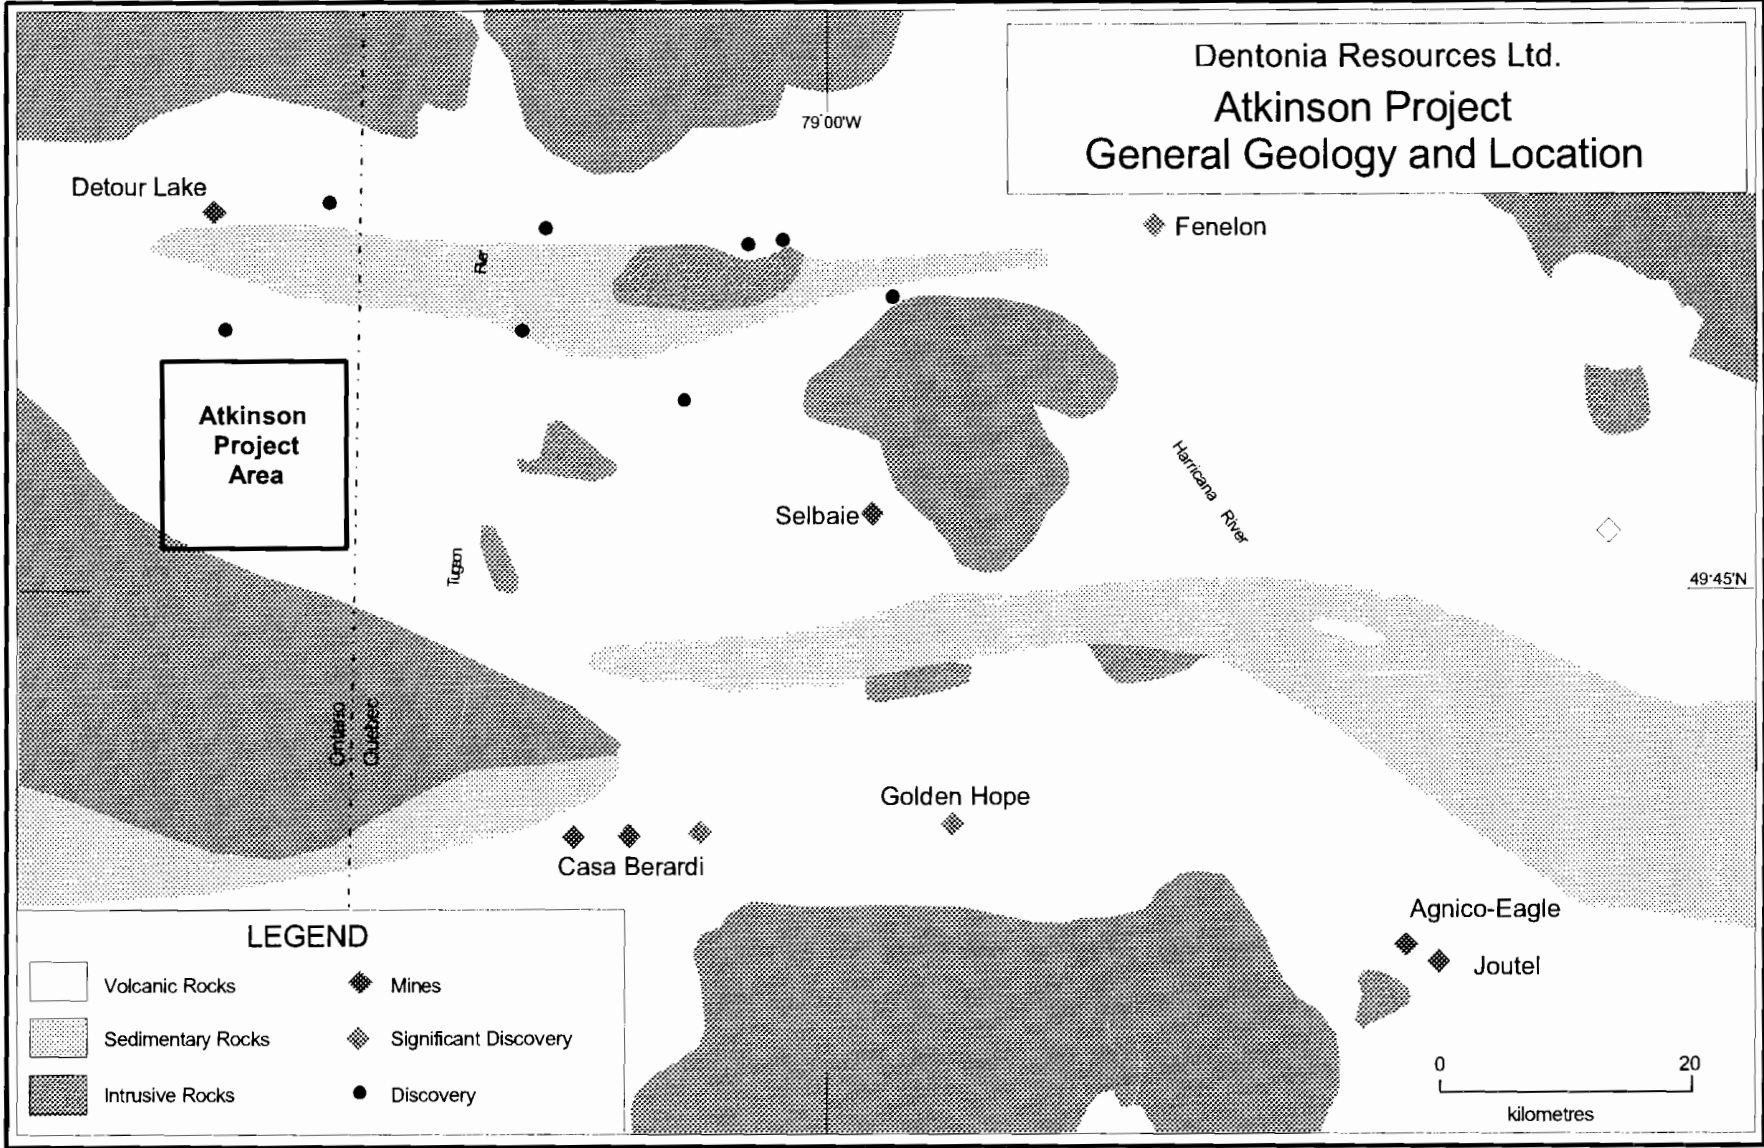 Dentonia Resources Ltd.
Atkinson Project
General Geology and Location
79°00'W
Detour Lake
Fenelon
River
Atkinson
Project
Area
Selbaie
Harricana River
Tugson
49°45'N
Ontario
Quebec
Golden Hope
Casa Berardi
Agnico-Eagle
Joutel
LEGEND
Volcanic Rocks
Mines
Sedimentary Rocks
Significant Discovery
Intrusive Rocks
Discovery
0 20
kilometres